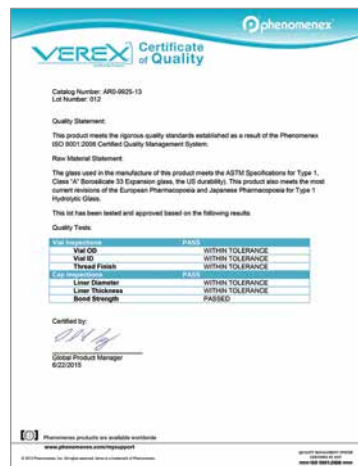 phenomenex
VEREX Certificate
of Quality
Catalog Number: AR0-9925-13
Lot Number: 012
Quality Statement:
This product meets the rigorous quality standards established as a result of the Phenomenex
ISO 9001:2008 Certified Quality Management System.
Raw Material Statement
The glass used in the manufacture of this product meets the ASTM Specifications for Type 1,
Class "A" Borosilicate 33 Expansion glass, the US durability). This product also meets the most
current revisions of the European Pharmacopoeia and Japanese Pharmacopoeia for Type 1
Hydrolytic Glass.
This lot has been tested and approved based on the following results.
Quality Tests:
Vial Inspections PASS
Vial OD WITHIN TOLERANCE
Vial ID WITHIN TOLERANCE
Thread Finish WITHIN TOLERANCE
Cap Inspections PASS
Liner Diameter WITHIN TOLERANCE
Liner Thickness WITHIN TOLERANCE
Bond Strength PASSED
Certified by:
Global Product Manager
6/22/2015
Phenomenex products are available worldwide
www.phenomenex.com/mysupport